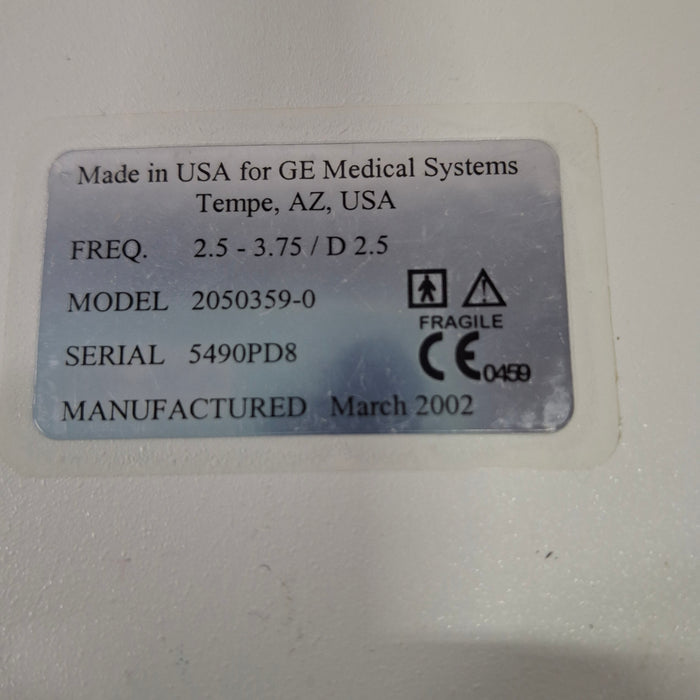 Made in USA for GE Medical Systems
Tempe, AZ, USA
FREQ. 2.5 - 3.75 / D 2.5
MODEL 2050359-0
FRAGILE
SERIAL 5490PD8
CE 0459
MANUFACTURED March 2002